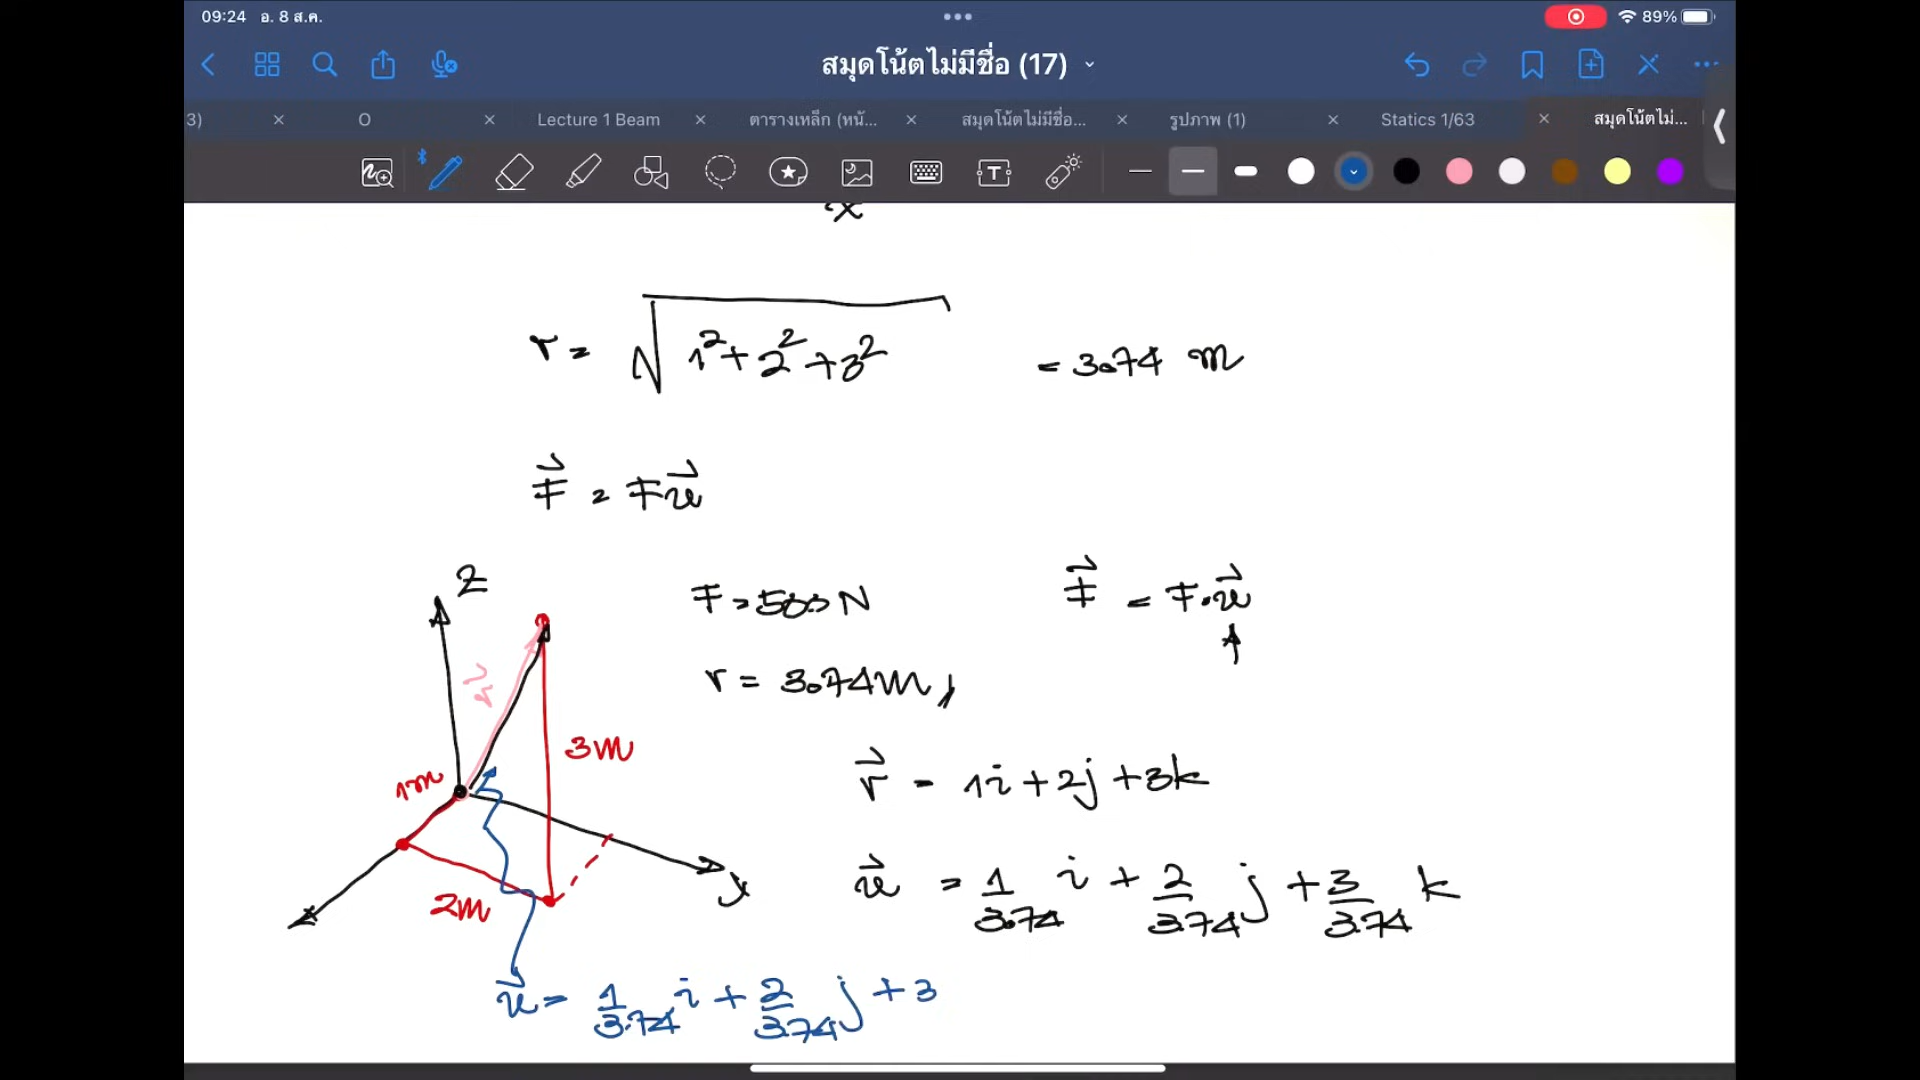 09:24 อ. 8 ส.ค.
89%
สมุดโน้ตไม่มีชื่อ (17)
3)
O
Lecture 1 Beam
ตารางเหล็ก (หนั...
สมุดโน้ตไม่มีชื่อ...
รูปภาพ (1)
Statics 1/63
สมุดโน้ตไม่...
x
r = √(1²+2²+3²) = 3.74 m
F⃗ = Fu⃗
Z
F = 500 N
F⃗ = F.u⃗
r⃗
r = 3.74 m,
3m
1m
r⃗ = 1i + 2j + 3k
y
2m
u⃗ = 1/3.74 i + 2/3.74 j + 3/3.74 k
u⃗ = 1/3.74 i + 2/3.74 j + 3